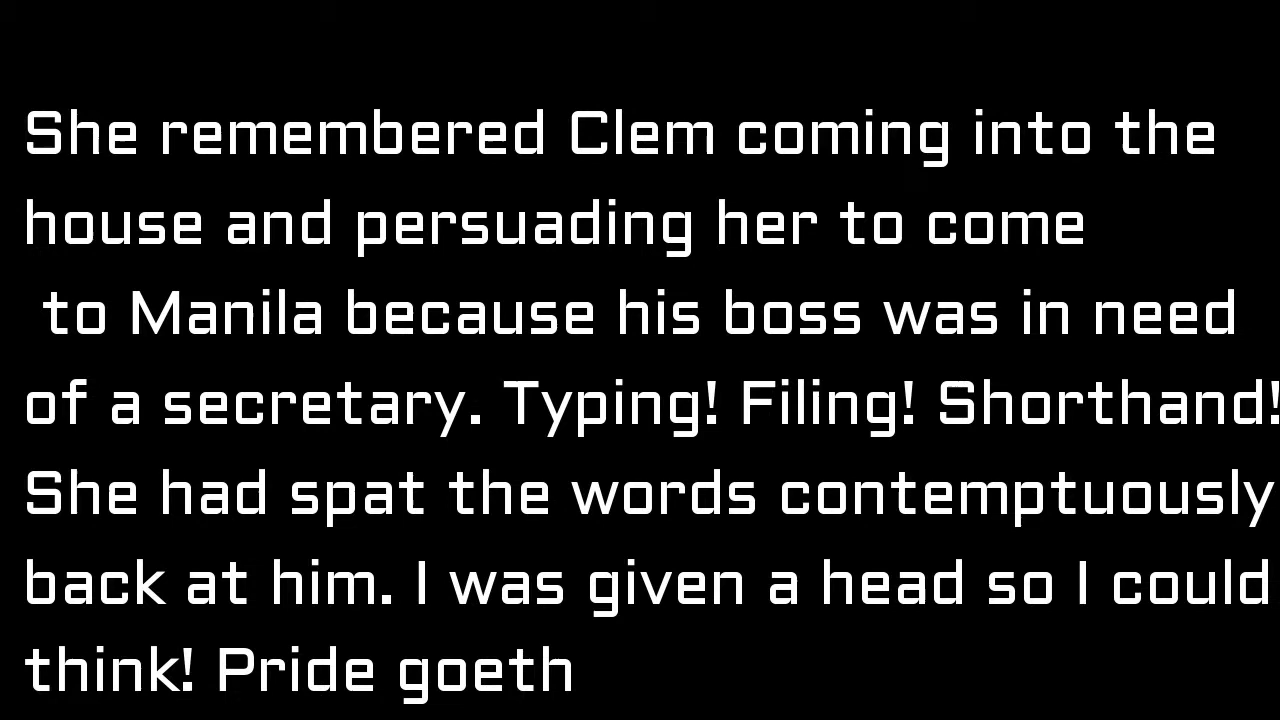 She remembered Clem coming into the
house and persuading her to come
to Manila because his boss was in need
of a secretary. Typing! Filing! Shorthand!
She had spat the words contemptuously
back at him. I was given a head so I could
think! Pride goeth